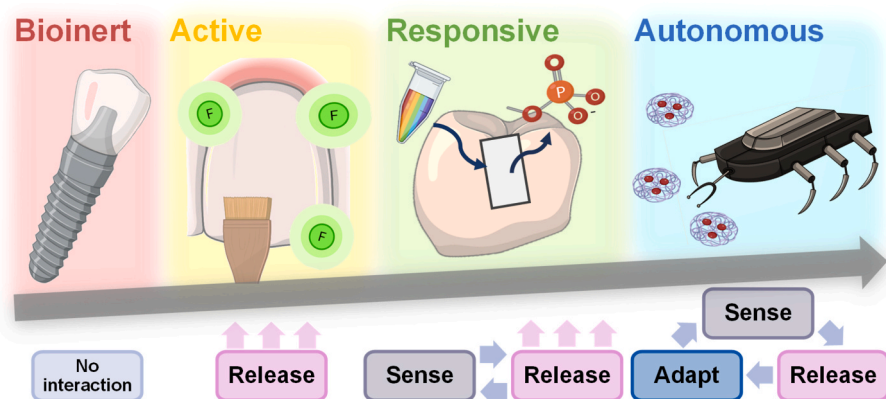 Bioinert
Active
Responsive
Autonomous
F
F
F
P
O
O
O
O
-
No
interaction
Release
Sense
Release
Sense
Adapt
Release